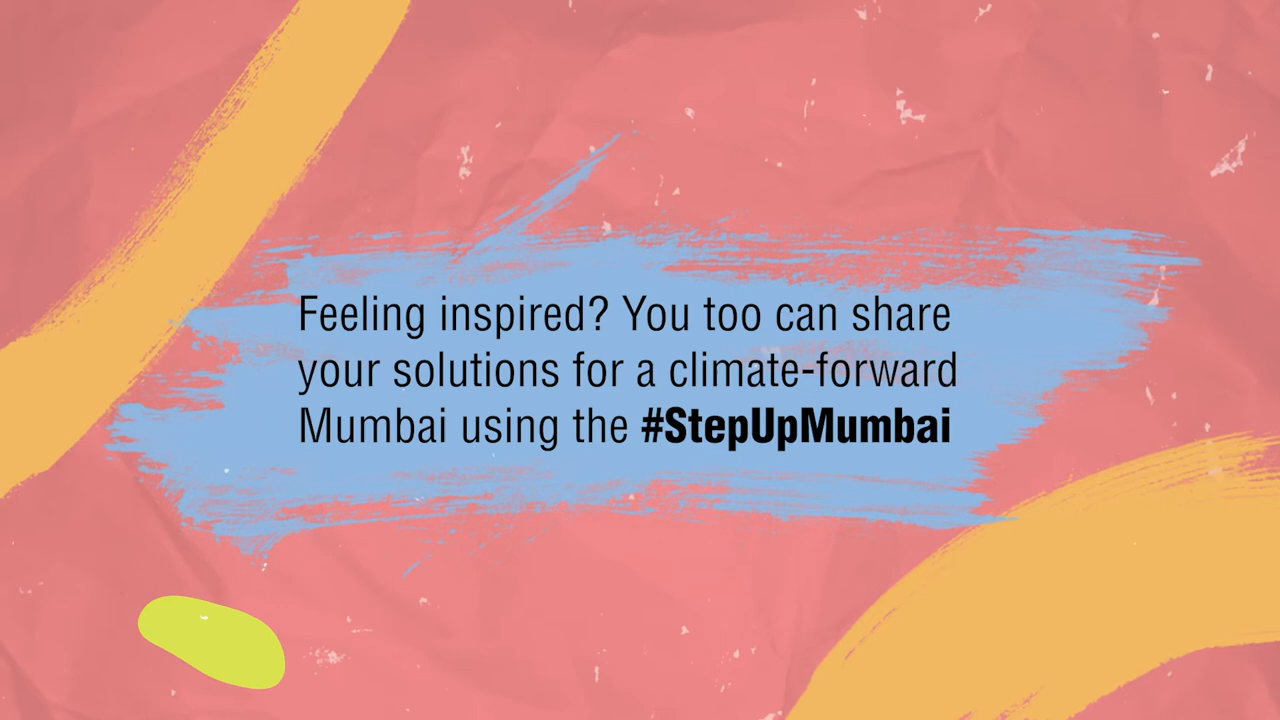 Feeling inspired? You too can share
your solutions for a climate-forward
Mumbai using the #StepUpMumbai